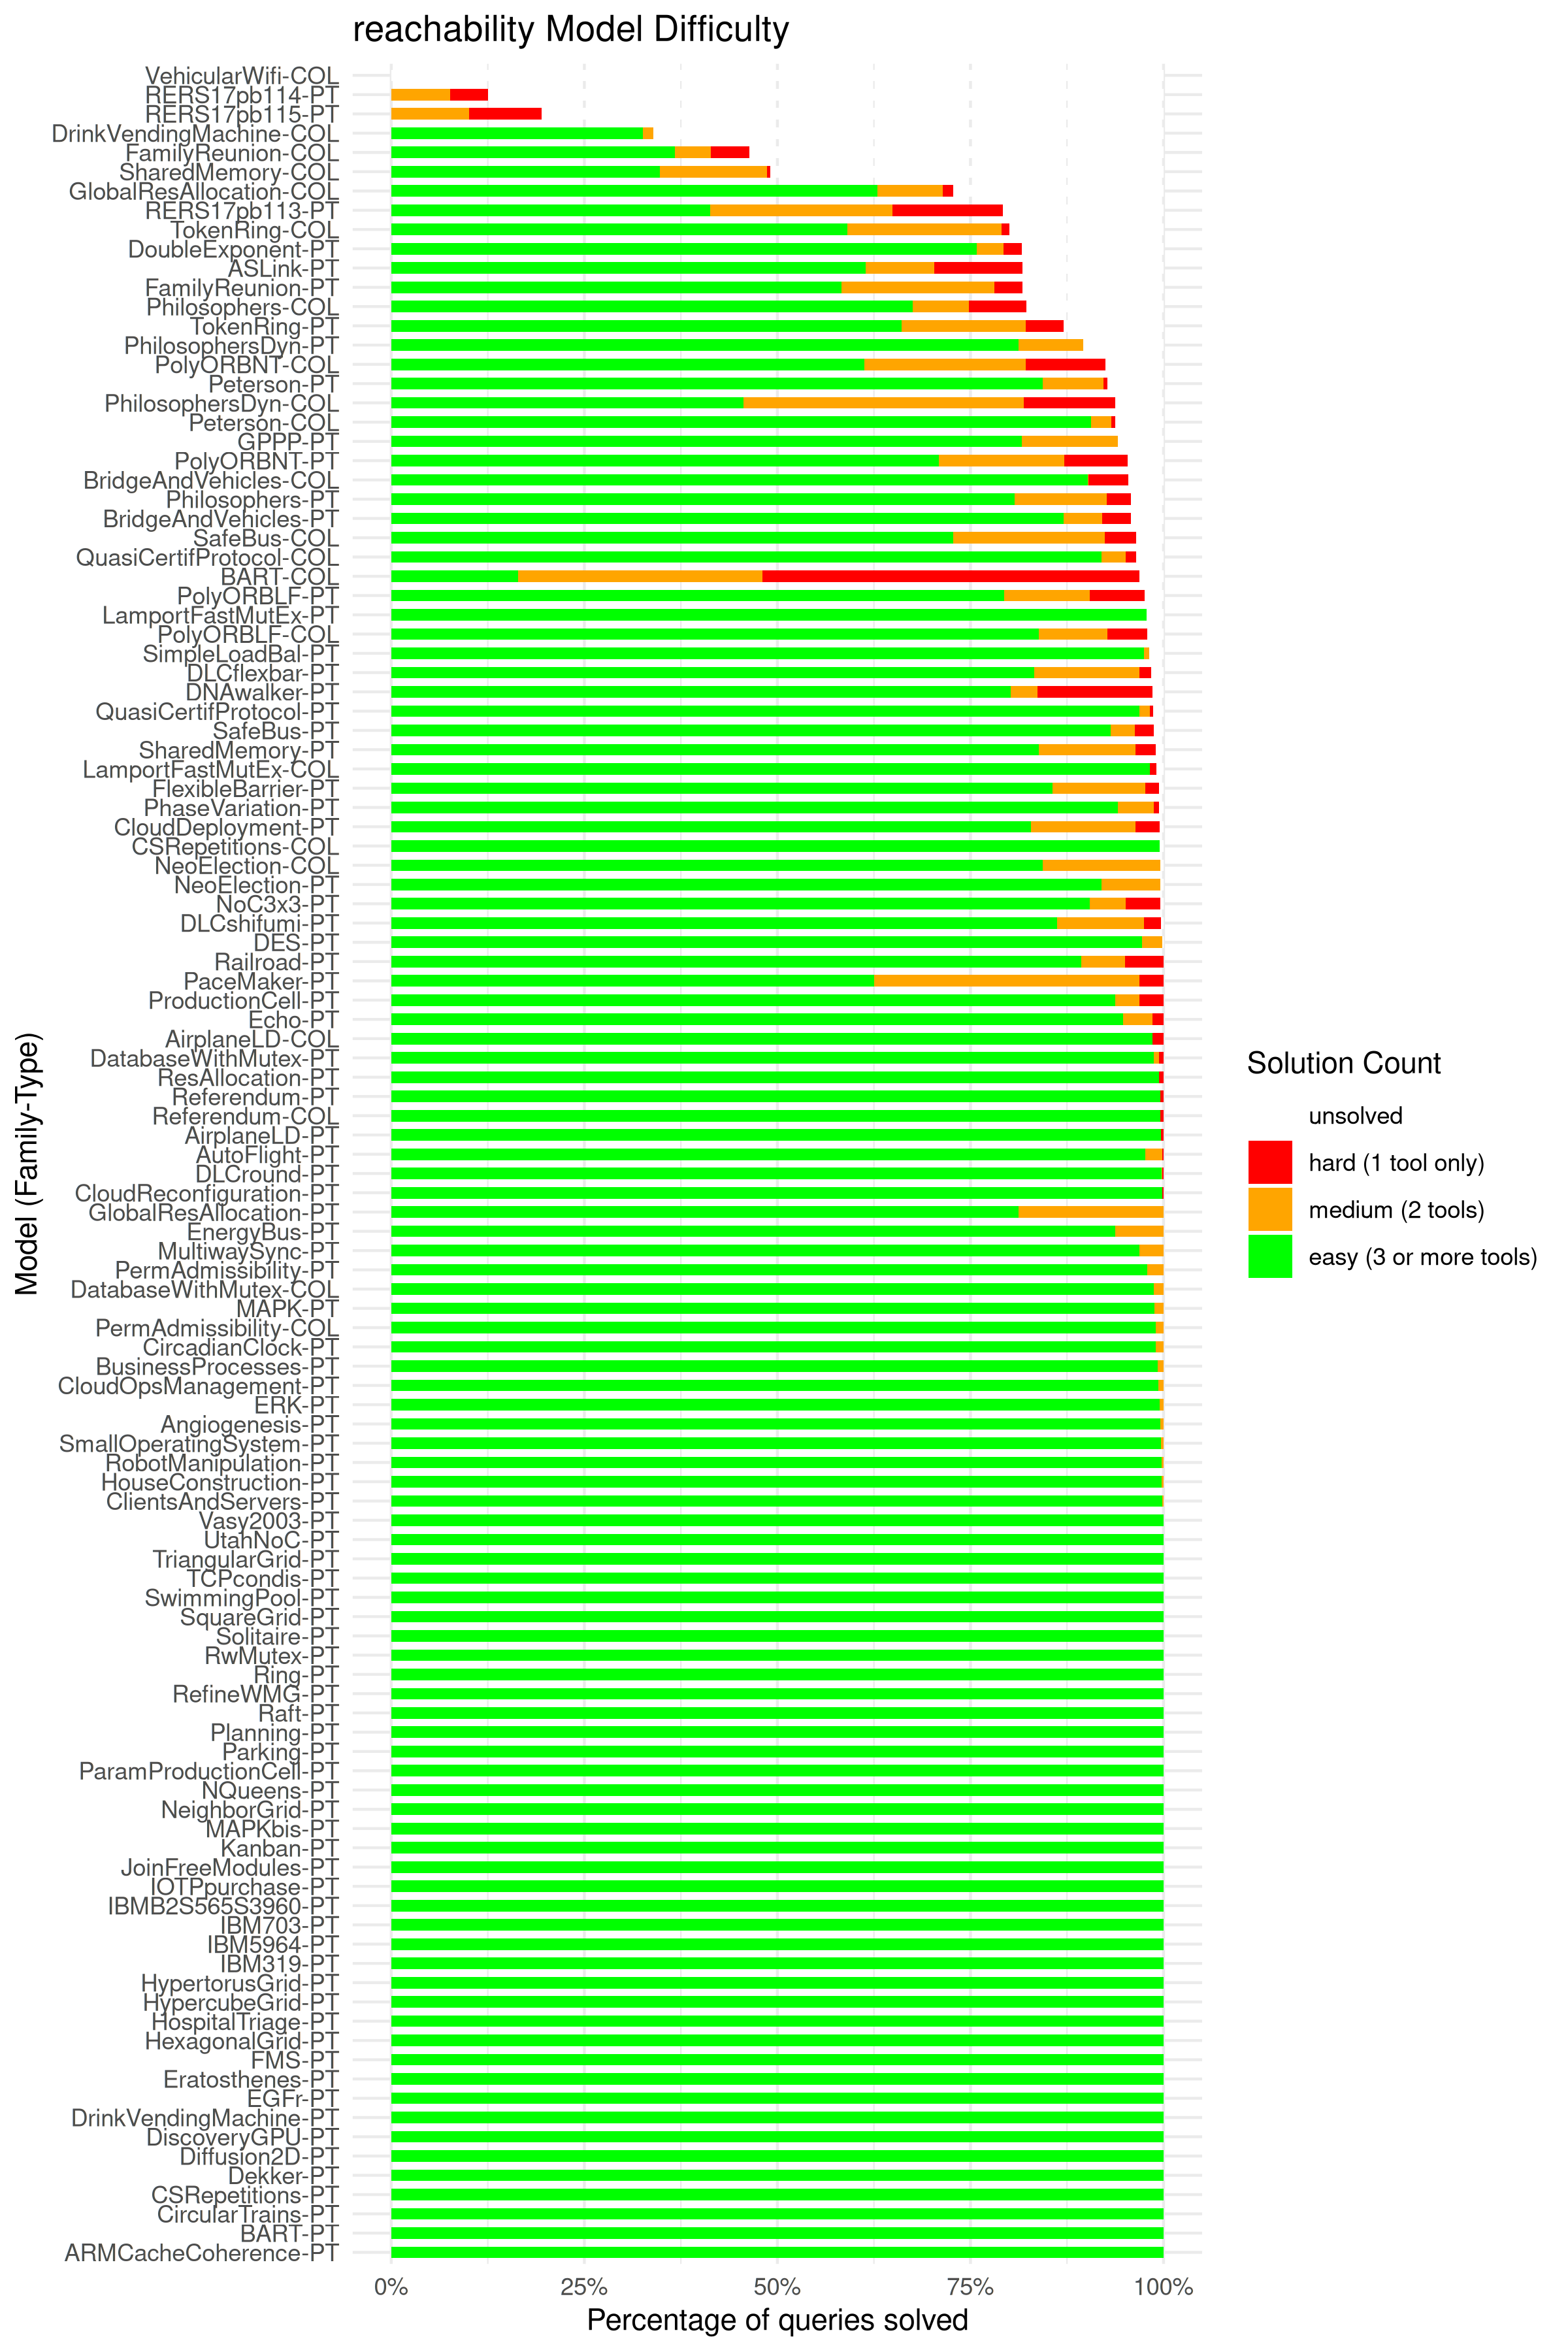 reachability Model Difficulty
VehicularWifi-COL
RERS17pb114-PT
RERS17pb115-PT
DrinkVendingMachine-COL
FamilyReunion-COL
SharedMemory-COL
GlobalResAllocation-COL
RERS17pb113-PT
TokenRing-COL
DoubleExponent-PT
ASLink-PT
FamilyReunion-PT
Philosophers-COL
TokenRing-PT
PhilosophersDyn-PT
PolyORBNT-COL
Peterson-PT
PhilosophersDyn-COL
Peterson-COL
GPPP-PT
PolyORBNT-PT
BridgeAndVehicles-COL
Philosophers-PT
BridgeAndVehicles-PT
SafeBus-COL
QuasiCertifProtocol-COL
BART-COL
PolyORBLF-PT
LamportFastMutEx-PT
PolyORBLF-COL
SimpleLoadBal-PT
DLCflexbar-PT
DNAwalker-PT
QuasiCertifProtocol-PT
SafeBus-PT
SharedMemory-PT
LamportFastMutEx-COL
FlexibleBarrier-PT
PhaseVariation-PT
CloudDeployment-PT
CSRepetitions-COL
NeoElection-COL
NeoElection-PT
NoC3x3-PT
DLCshifumi-PT
DES-PT
Railroad-PT
PaceMaker-PT
ProductionCell-PT
Echo-PT
AirplaneLD-COL
DatabaseWithMutex-PT
ResAllocation-PT
Referendum-PT
Referendum-COL
AirplaneLD-PT
AutoFlight-PT
DLCround-PT
CloudReconfiguration-PT
GlobalResAllocation-PT
EnergyBus-PT
MultiwaySync-PT
PermAdmissibility-PT
DatabaseWithMutex-COL
MAPK-PT
PermAdmissibility-COL
CircadianClock-PT
BusinessProcesses-PT
CloudOpsManagement-PT
ERK-PT
Angiogenesis-PT
SmallOperatingSystem-PT
RobotManipulation-PT
HouseConstruction-PT
ClientsAndServers-PT
Vasy2003-PT
UtahNoC-PT
TriangularGrid-PT
TCPcondis-PT
SwimmingPool-PT
SquareGrid-PT
Solitaire-PT
RwMutex-PT
Ring-PT
RefineWMG-PT
Raft-PT
Planning-PT
Parking-PT
ParamProductionCell-PT
NQueens-PT
NeighborGrid-PT
MAPKbis-PT
Kanban-PT
JoinFreeModules-PT
IOTPpurchase-PT
IBMB2S565S3960-PT
IBM703-PT
IBM5964-PT
IBM319-PT
HypertorusGrid-PT
HypercubeGrid-PT
HospitalTriage-PT
HexagonalGrid-PT
FMS-PT
Eratosthenes-PT
EGFr-PT
DrinkVendingMachine-PT
DiscoveryGPU-PT
Diffusion2D-PT
Dekker-PT
CSRepetitions-PT
CircularTrains-PT
BART-PT
ARMCacheCoherence-PT
0% 25% 50% 75% 100%
Percentage of queries solved
Model (Family-Type)
Solution Count
unsolved
hard (1 tool only)
medium (2 tools)
easy (3 or more tools)